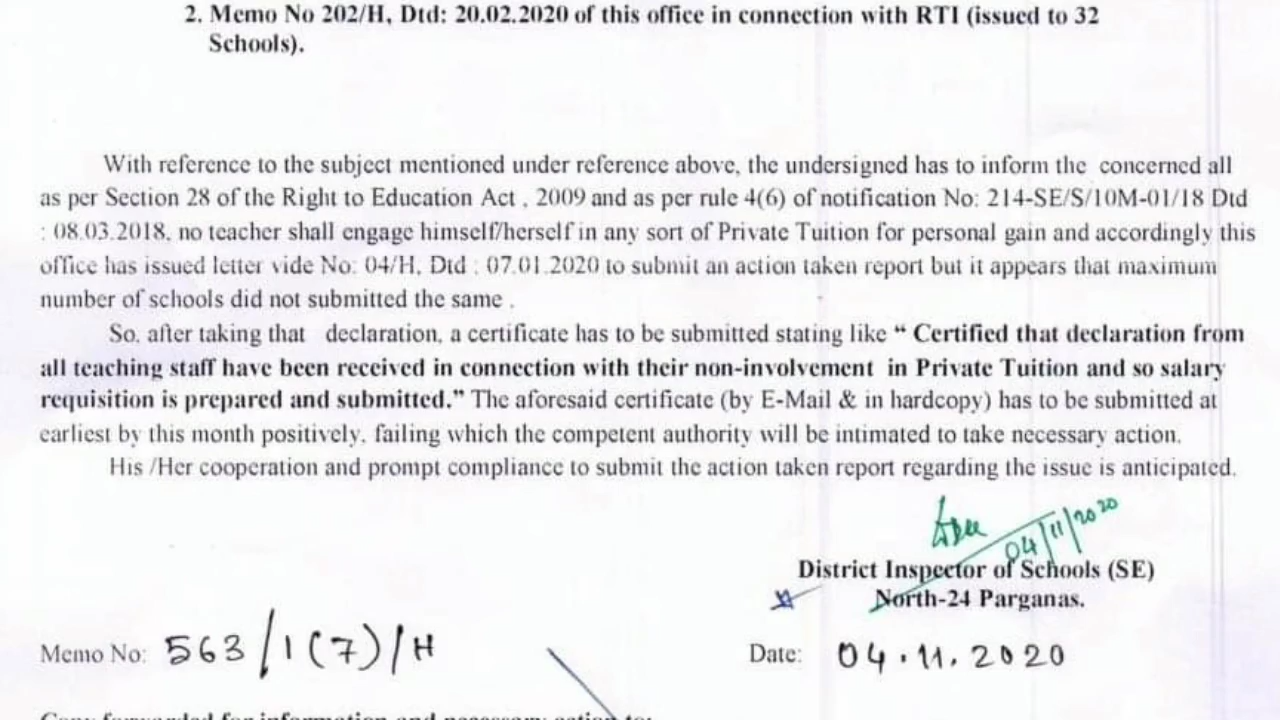 2. Memo No 202/H, Dtd: 20.02.2020 of this office in connection with RTI (issued to 32
Schools).
With reference to the subject mentioned under reference above, the undersigned has to inform the concerned all
as per Section 28 of the Right to Education Act , 2009 and as per rule 4(6) of notification No: 214-SE/S/10M-01/18 Dtd
: 08.03.2018, no teacher shall engage himself/herself in any sort of Private Tuition for personal gain and accordingly this
office has issued letter vide No: 04/H, Dtd : 07.01.2020 to submit an action taken report but it appears that maximum
number of schools did not submitted the same .
So, after taking that declaration, a certificate has to be submitted stating like “ Certified that declaration from
all teaching staff have been received in connection with their non-involvement in Private Tuition and so salary
requisition is prepared and submitted.” The aforesaid certificate (by E-Mail & in hardcopy) has to be submitted at
earliest by this month positively, failing which the competent authority will be intimated to take necessary action.
His /Her cooperation and prompt compliance to submit the action taken report regarding the issue is anticipated.
04/11/2020
District Inspector of Schools (SE)
North-24 Parganas.
Memo No: 563/1(7)/H
Date: 04.11.2020
Copy forwarded for information and necessary action to: